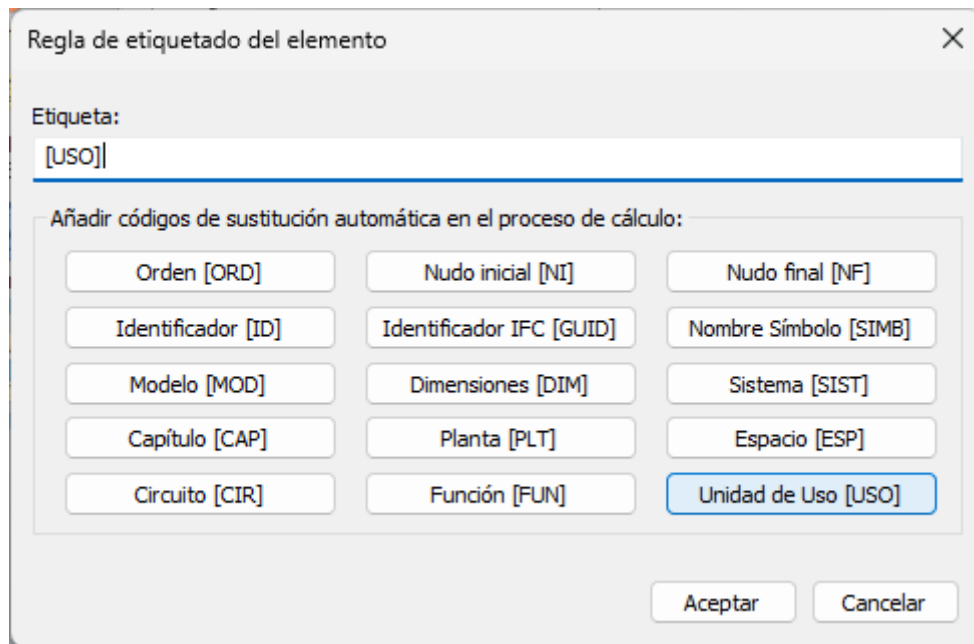 Regla de etiquetado del elemento
Etiqueta:
[USO]
Añadir códigos de sustitución automática en el proceso de cálculo:
Orden [ORD] Nudo inicial [NI] Nudo final [NF]
Identificador [ID] Identificador IFC [GUID] Nombre Símbolo [SIMB]
Modelo [MOD] Dimensiones [DIM] Sistema [SIST]
Capítulo [CAP] Planta [PLT] Espacio [ESP]
Circuito [CIR] Función [FUN] Unidad de Uso [USO]
Aceptar Cancelar